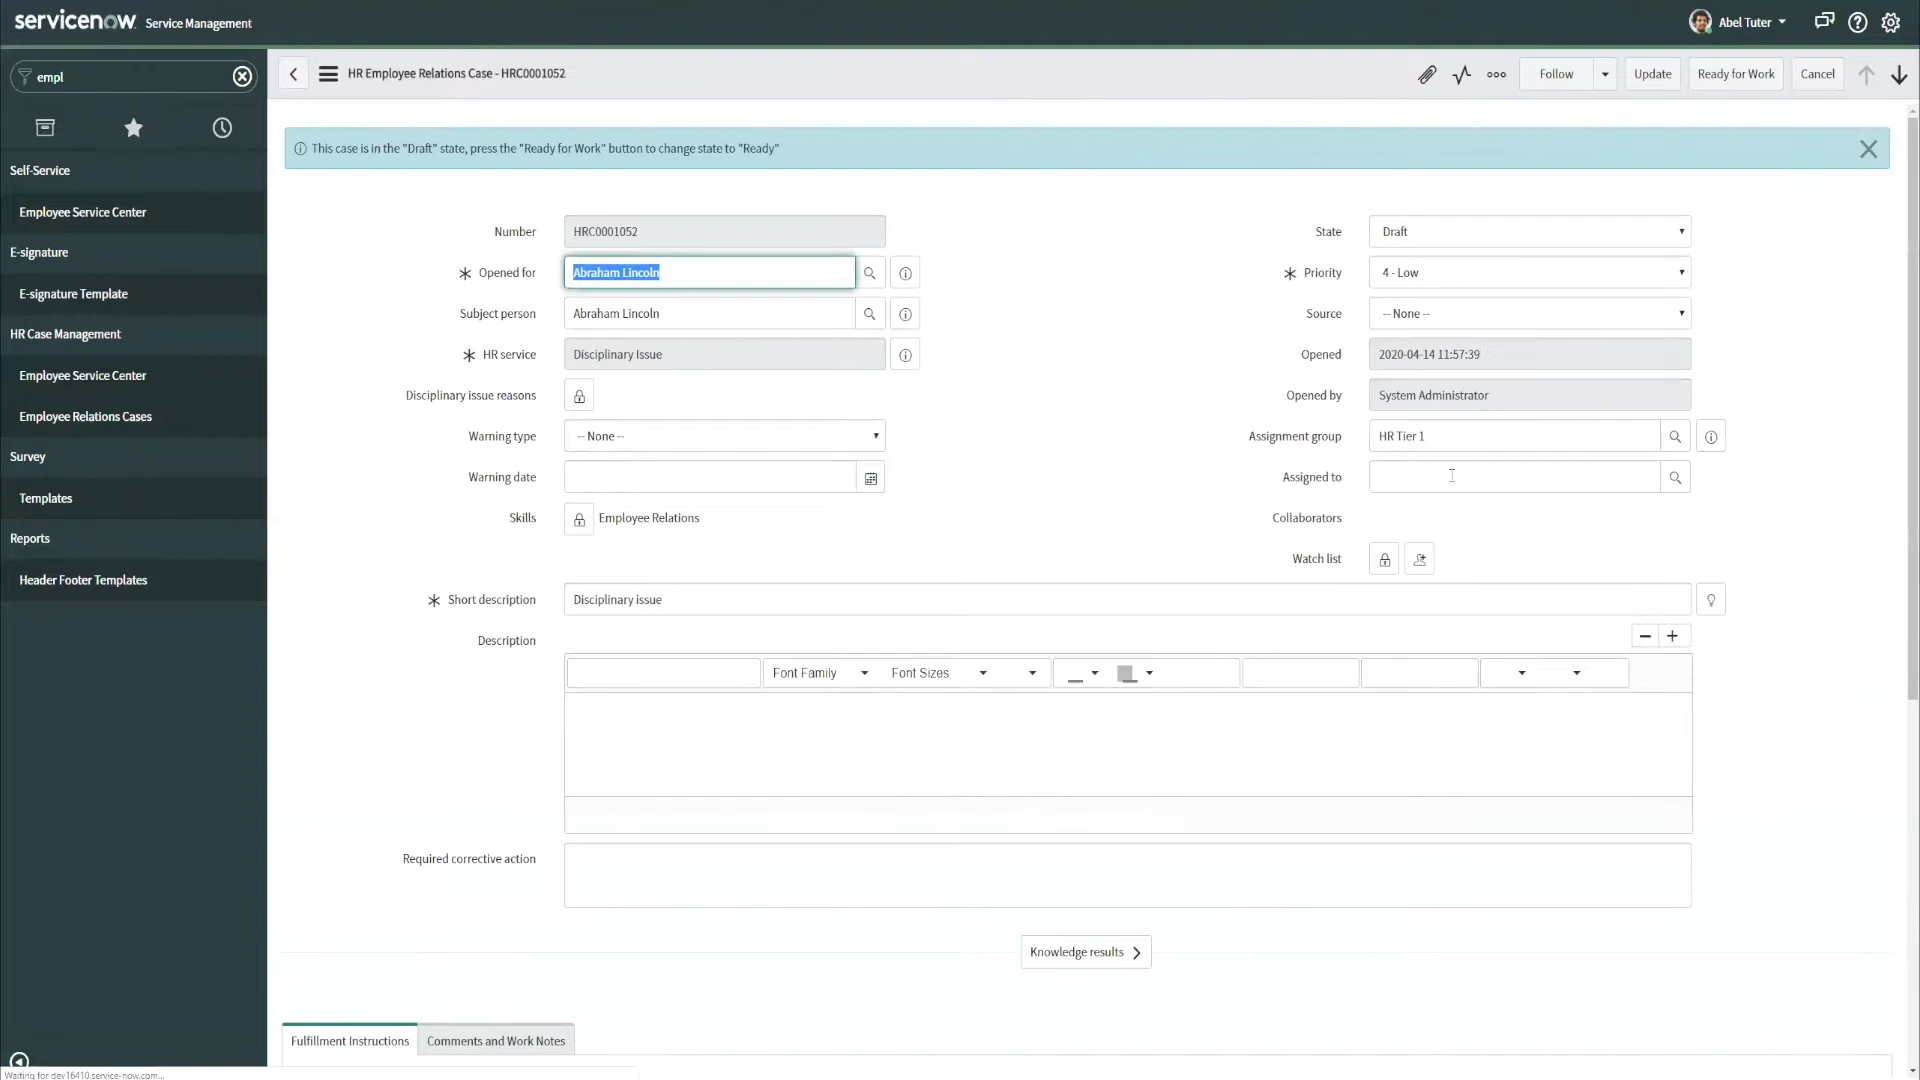 servicenow Service Management
Abel Tuter
empl
HR Employee Relations Case - HRC0001052
Follow
Update
Ready for Work
Cancel
This case is in the "Draft" state, press the "Ready for Work" button to change state to "Ready"
Self-Service
Employee Service Center
E-signature
E-signature Template
HR Case Management
Employee Service Center
Employee Relations Cases
Survey
Templates
Reports
Header Footer Templates
Number HRC0001052
Opened for Abraham Lincoln
Subject person Abraham Lincoln
HR service Disciplinary Issue
Disciplinary issue reasons
Warning type -- None --
Warning date
Skills Employee Relations
State Draft
Priority 4 - Low
Source -- None --
Opened 2020-04-14 11:57:39
Opened by System Administrator
Assignment group HR Tier 1
Assigned to
Collaborators
Watch list
Short description Disciplinary issue
Description
Font Family Font Sizes
Required corrective action
Knowledge results
Fulfillment Instructions Comments and Work Notes
Waiting for dev16410.service-now.com...